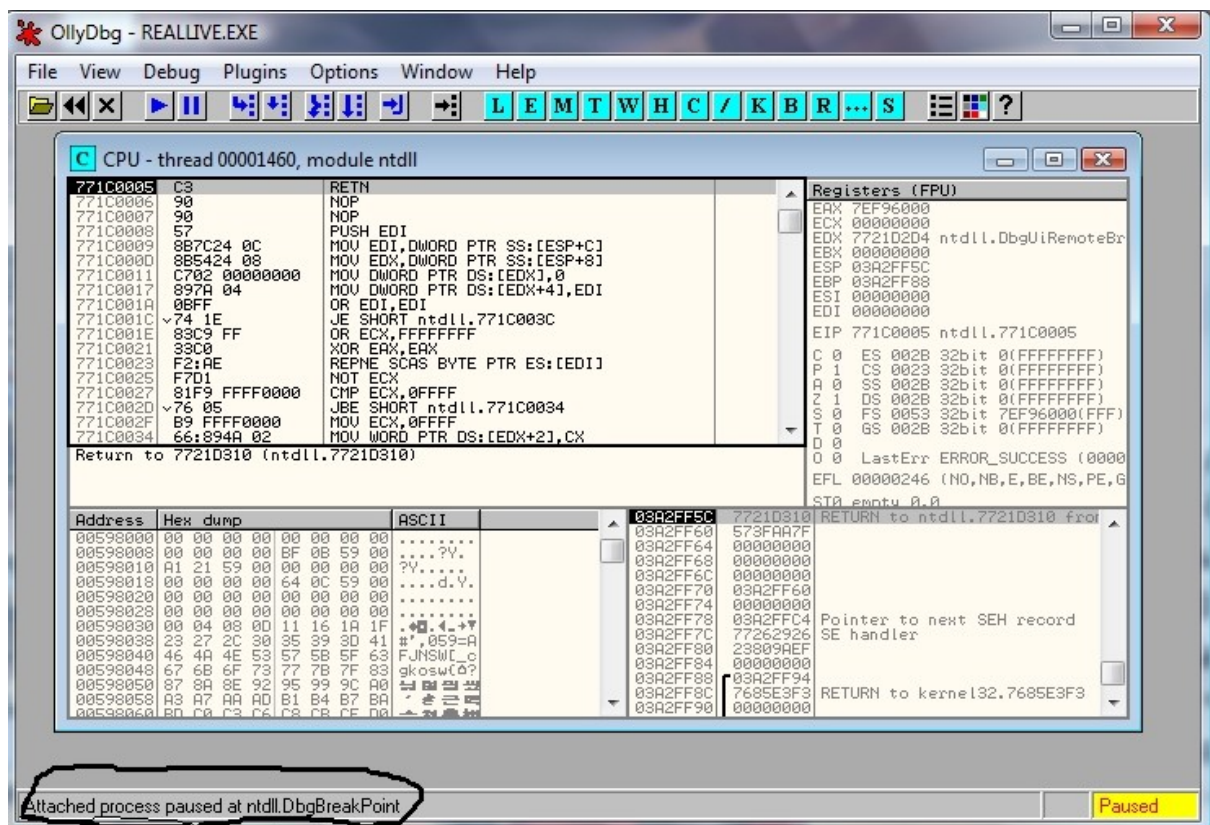 OllyDbg - REALLIVE.EXE
File View Debug Plugins Options Window Help
L E M T W H C / K B R ... S ?
C CPU - thread 00001460, module ntdll
771C0005 C3 RETN
771C0006 90 NOP
771C0007 90 NOP
771C0008 57 PUSH EDI
771C0009 8B7C24 0C MOV EDI,DWORD PTR SS:[ESP+C]
771C000D 8B5424 08 MOV EDX,DWORD PTR SS:[ESP+8]
771C0011 C702 00000000 MOV DWORD PTR DS:[EDX],0
771C0017 897A 04 MOV DWORD PTR DS:[EDX+4],EDI
771C001A 0BFF OR EDI,EDI
771C001C 74 1E JE SHORT ntdll.771C003C
771C001E 83C9 FF OR ECX,FFFFFFFF
771C0021 33C0 XOR EAX,EAX
771C0023 F2:AE REPNE SCAS BYTE PTR ES:[EDI]
771C0025 F7D1 NOT ECX
771C0027 81F9 FFFF0000 CMP ECX,0FFFF
771C002D 76 05 JBE SHORT ntdll.771C0034
771C002F B9 FFFF0000 MOV ECX,0FFFF
771C0034 66:894A 02 MOV WORD PTR DS:[EDX+2],CX
Return to 7721D310 (ntdll.7721D310)
Registers (FPU)
EAX 7EF96000
ECX 00000000
EDX 7721D2D4 ntdll.DbgUiRemoteBr
EBX 00000000
ESP 03A2FF5C
EBP 03A2FF88
ESI 00000000
EDI 00000000
EIP 771C0005 ntdll.771C0005
C 0 ES 002B 32bit 0(FFFFFFFF)
P 1 CS 0023 32bit 0(FFFFFFFF)
A 0 SS 002B 32bit 0(FFFFFFFF)
Z 1 DS 002B 32bit 0(FFFFFFFF)
S 0 FS 0053 32bit 7EF96000(FFF)
T 0 GS 002B 32bit 0(FFFFFFFF)
D 0
O 0 LastErr ERROR_SUCCESS (0000
EFL 00000246 (NO,NB,E,BE,NS,PE,G
ST0 empty 0.0
Address Hex dump ASCII
00598000 00 00 00 00 00 00 00 00 ........
00598008 00 00 00 00 BF 0B 59 00 ....?Y.
00598010 A1 21 59 00 00 00 00 00 ?Y.....
00598018 00 00 00 00 64 0C 59 00 ....d.Y.
00598020 00 00 00 00 00 00 00 00 ........
00598028 00 00 00 00 00 00 00 00 ........
00598030 00 04 08 0D 11 16 1A 1F
00598038 23 27 2C 30 35 39 3D 41 #',059=A
00598040 46 4A 4E 53 57 5B 5F 63 FJNSW[_c
00598048 67 6B 6F 73 77 7B 7F 83 gkosw{⌂?
00598050 87 8A 8E 92 95 99 9C A0
00598058 A3 A7 AA AD B1 B4 B7 BA
00598060 BD C0 C3 C6 C8 CB CE D0
03A2FF5C 7721D310 RETURN to ntdll.7721D310 from
03A2FF60 573FAA7F
03A2FF64 00000000
03A2FF68 00000000
03A2FF6C 00000000
03A2FF70 03A2FF60
03A2FF74 00000000
03A2FF78 03A2FFC4 Pointer to next SEH record
03A2FF7C 77262926 SE handler
03A2FF80 23809AEF
03A2FF84 00000000
03A2FF88 03A2FF94
03A2FF8C 7685E3F3 RETURN to kernel32.7685E3F3
03A2FF90 00000000
Attached process paused at ntdll.DbgBreakPoint
Paused